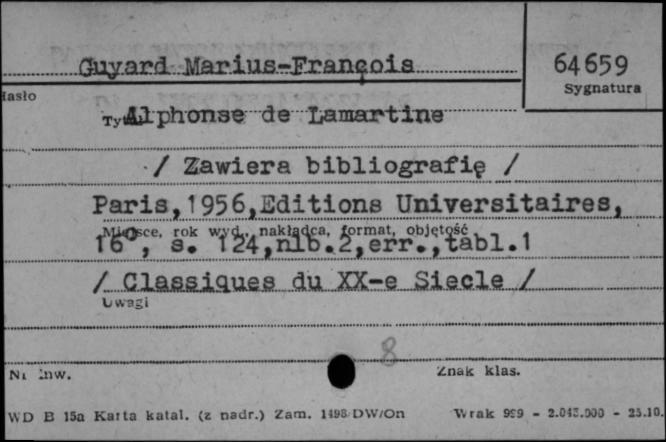 Guyard Marius-François
64659
Sygnatura
Hasło
Tytuł Alphonse de Lamartine
/ Zawiera bibliografię /
Paris,1956,Editions Universitaires,
Miejsce, rok wyd., nakładca, format, objętość
16°, s. 124,nlb.2,err.,tabl.1
/ Classiques du XX-e Siecle /
Uwagi
8
Nr inw.
Znak klas.
WD B 15a Karta katal. (z nadr.) Zam. 1498 DW/On Wrak 999 - 2.043.000 - 25.10.